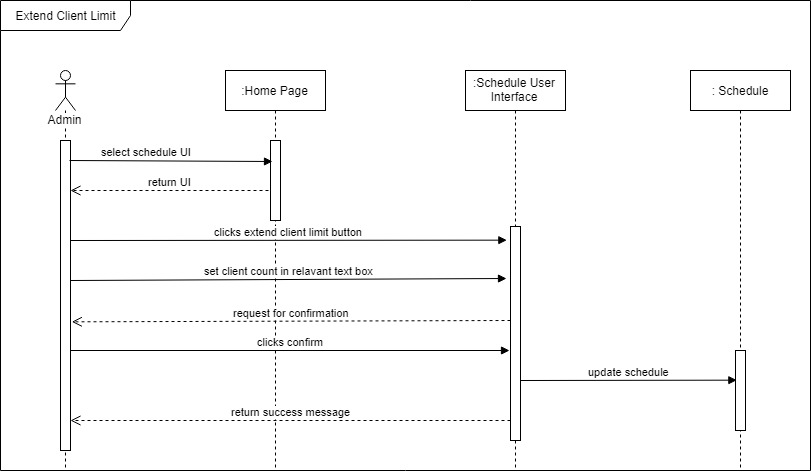 Extend Client Limit
Admin
:Home Page
:Schedule User
Interface
: Schedule
select schedule UI
return UI
clicks extend client limit button
set client count in relavant text box
request for confirmation
clicks confirm
update schedule
return success message